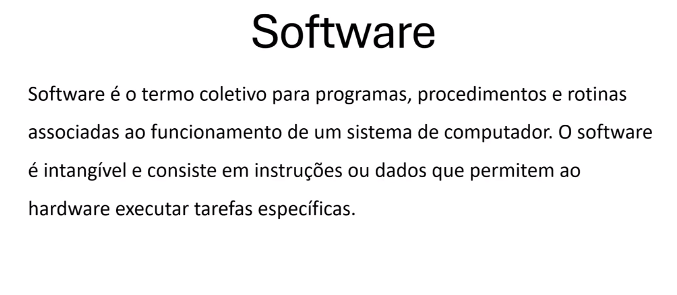 Software
Software é o termo coletivo para programas, procedimentos e rotinas
associadas ao funcionamento de um sistema de computador. O software
é intangível e consiste em instruções ou dados que permitem ao
hardware executar tarefas específicas.